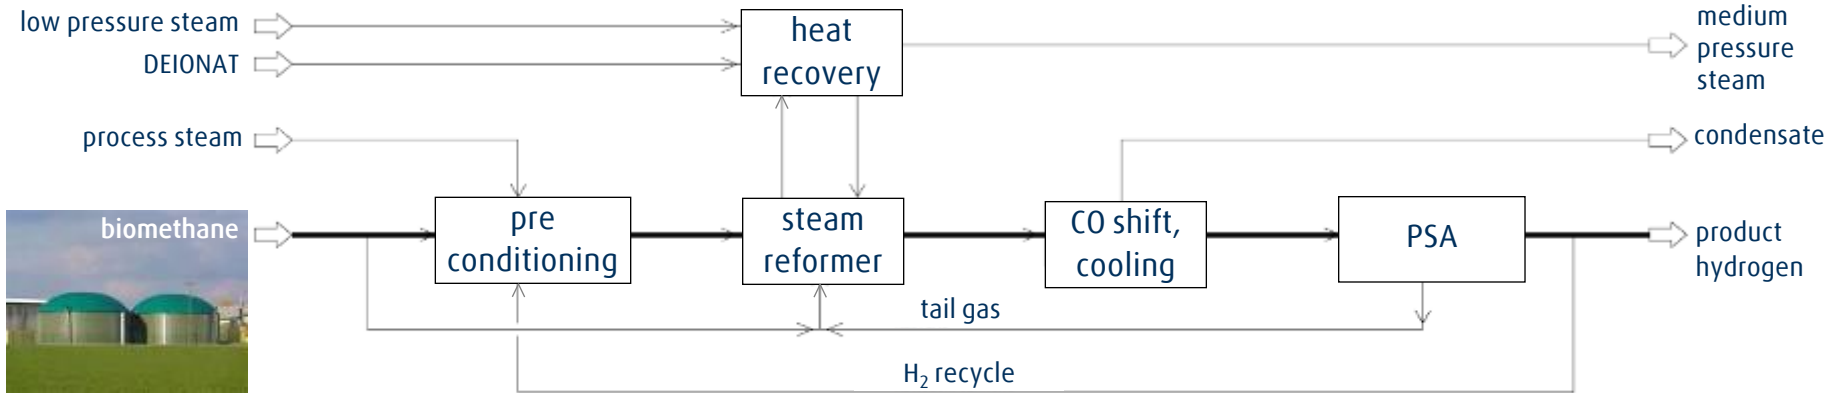 low pressure steam
DEIONAT
heat
recovery
medium
pressure
steam
process steam
condensate
biomethane
pre
conditioning
steam
reformer
CO shift,
cooling
PSA
product
hydrogen
tail gas
H₂ recycle